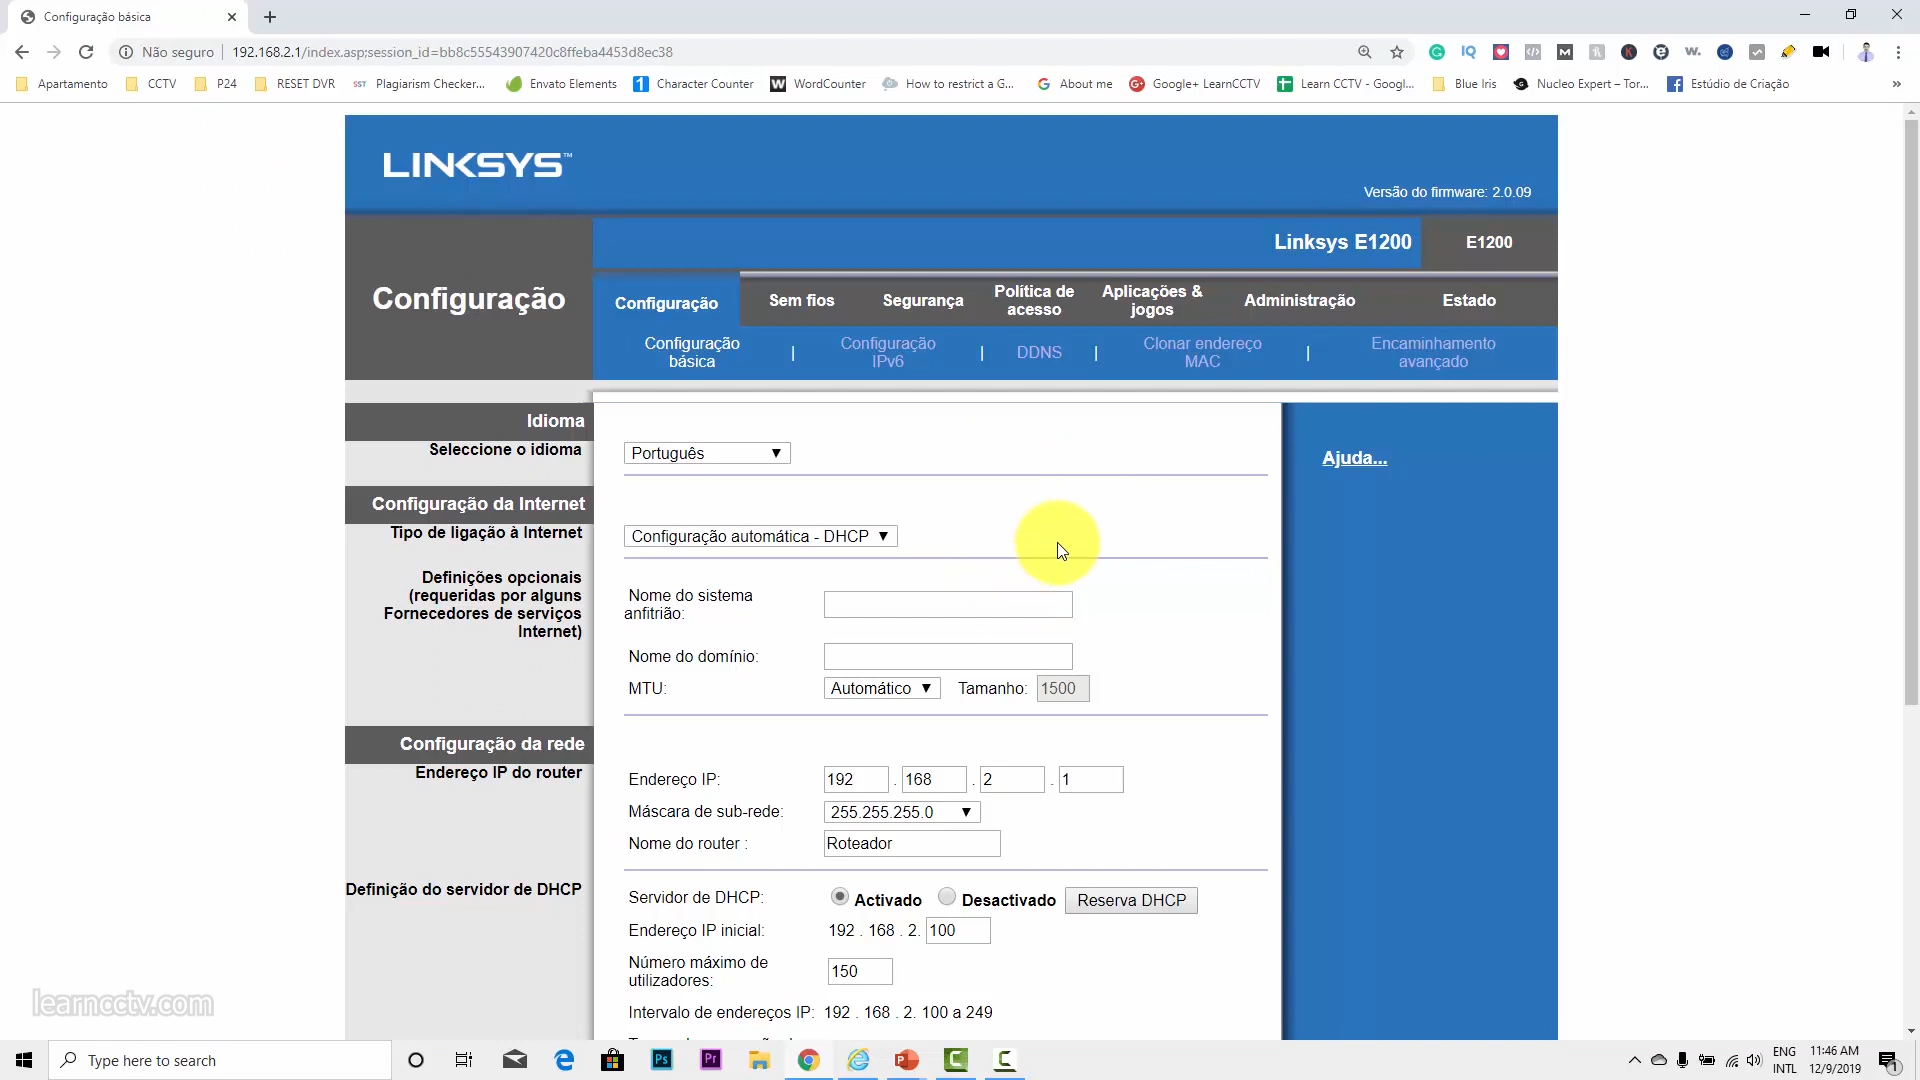 Configuração básica
Não seguro
192.168.2.1/index.asp;session_id=bb8c55543907420c8ffeba4453d8ec38
Apartamento
CCTV
P24
RESET DVR
SST
Plagiarism Checker...
Envato Elements
Character Counter
WordCounter
How to restrict a G...
About me
Google+ LearnCCTV
Learn CCTV - Googl...
Blue Iris
Nucleo Expert – Tor...
Estúdio de Criação
LINKSYS™
Versão do firmware: 2.0.09
Linksys E1200
E1200
Configuração
Configuração
Sem fios
Segurança
Política de
acesso
Aplicações &
jogos
Administração
Estado
Configuração
básica
|
Configuração
IPv6
|
DDNS
|
Clonar endereço
MAC
|
Encaminhamento
avançado
Idioma
Seleccione o idioma
Português
Ajuda...
Configuração da Internet
Tipo de ligação à Internet
Configuração automática - DHCP
Definições opcionais
(requeridas por alguns
Fornecedores de serviços
Internet)
Nome do sistema
anfitrião:
Nome do domínio:
MTU:
Automático
Tamanho:
1500
Configuração da rede
Endereço IP do router
Endereço IP:
192 . 168 . 2 . 1
Máscara de sub-rede:
255.255.255.0
Nome do router :
Roteador
Definição do servidor de DHCP
Servidor de DHCP:
Activado
Desactivado
Reserva DHCP
Endereço IP inicial:
192 . 168 . 2. 100
Número máximo de
utilizadores:
150
Intervalo de endereços IP:
192 . 168 . 2. 100 a 249
learncctv.com
Type here to search
ENG
INTL
11:46 AM
12/9/2019